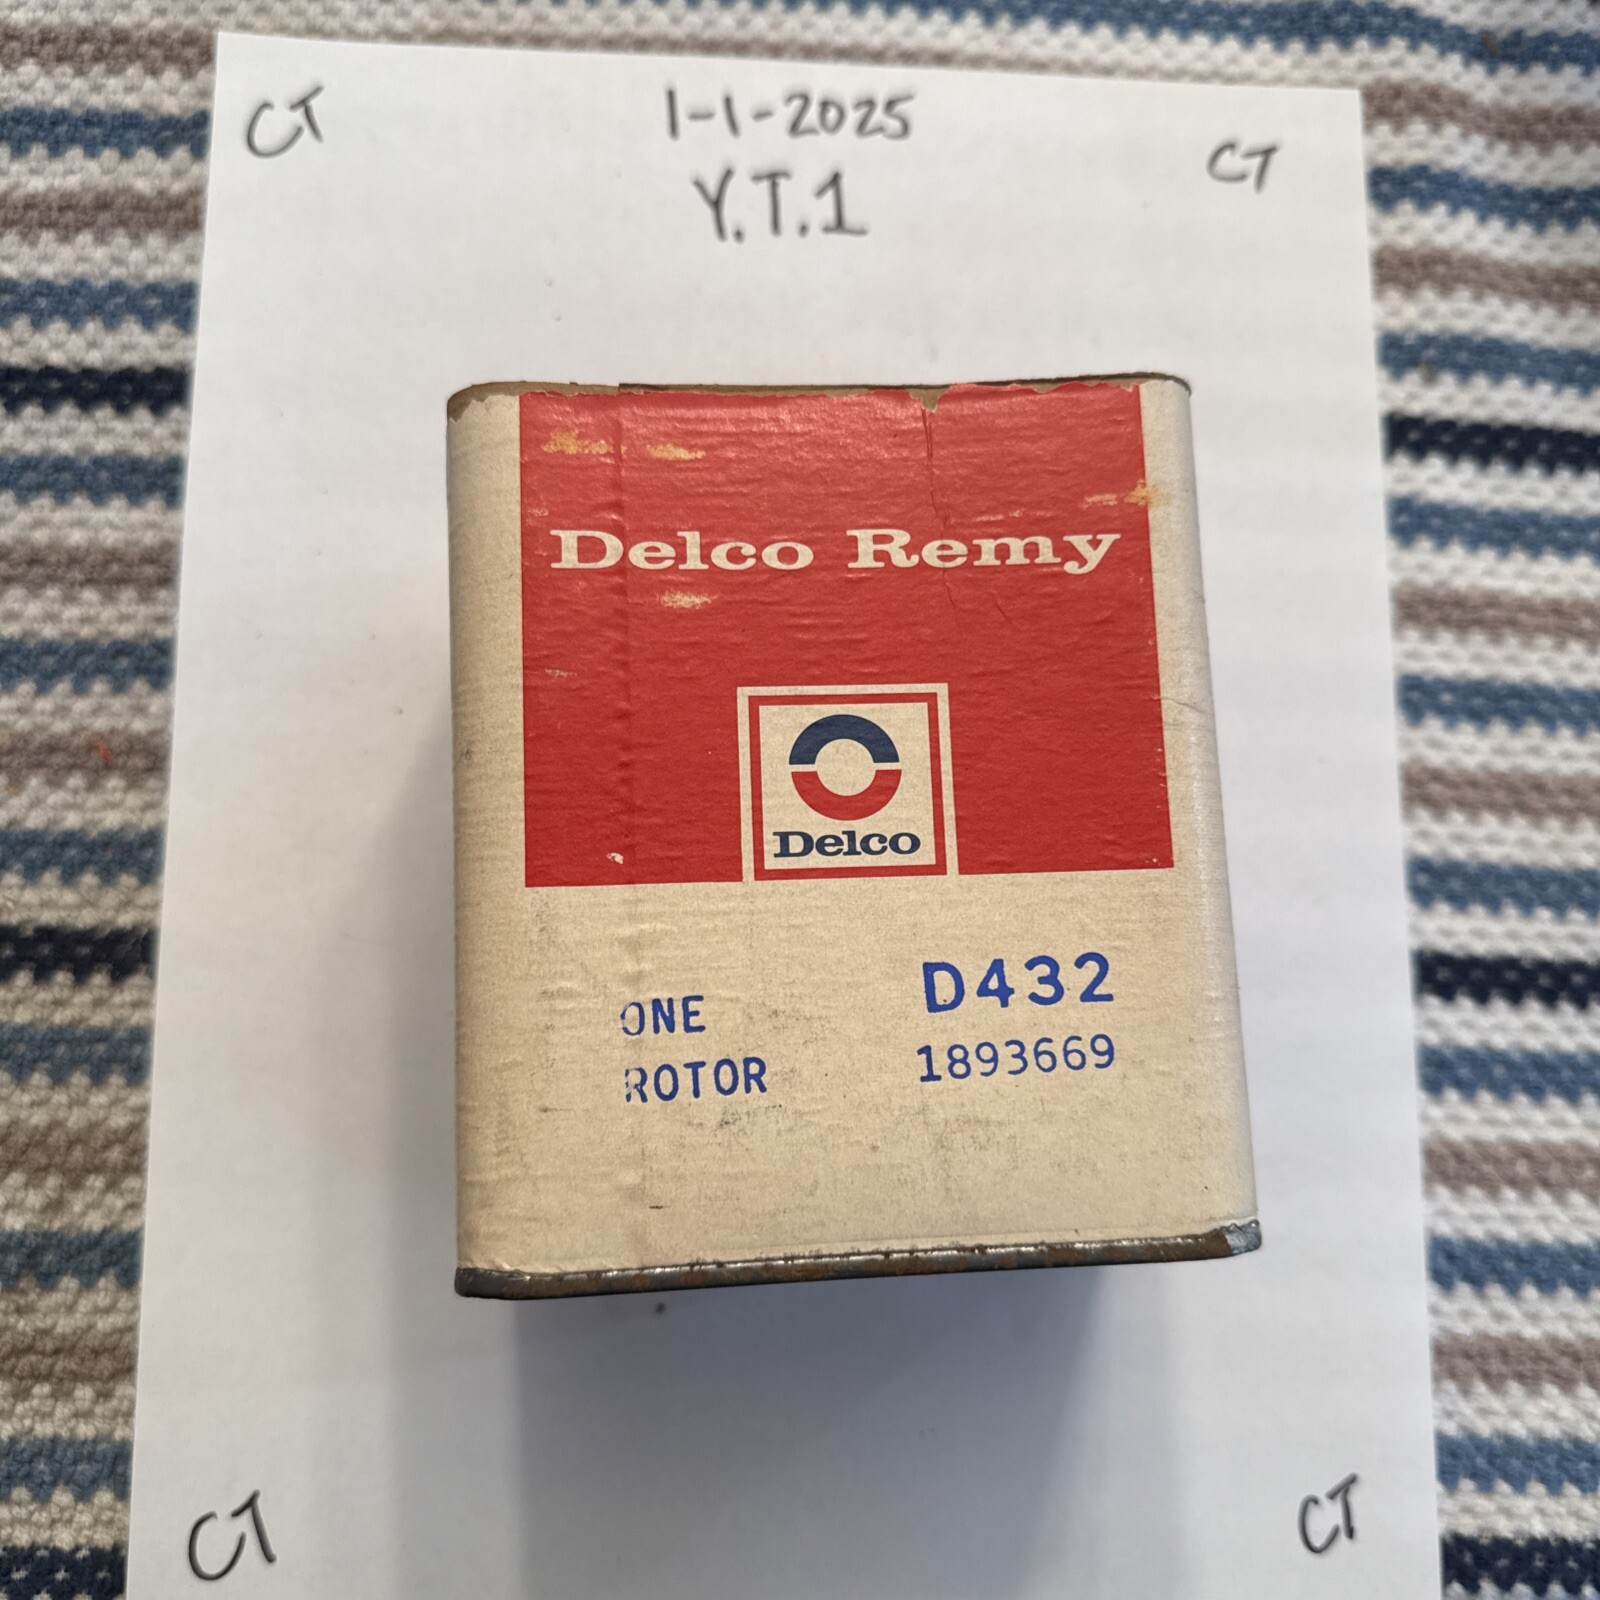 CT 1-1-2025 CT
Y.T.1
Delco Remy
Delco
ONE D432
ROTOR 1893669
CT CT